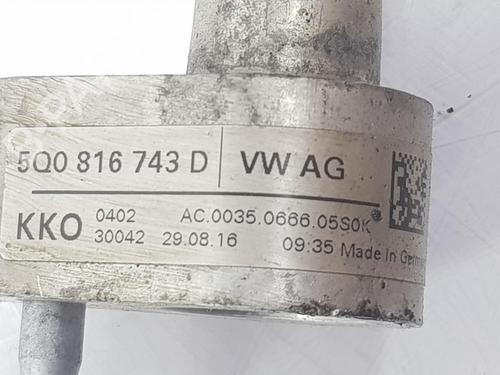 5Q0 816 743 D VW AG
KKO 0402 AC.0035.0666.05S0K
30042 29.08.16 09:35 Made in Germany